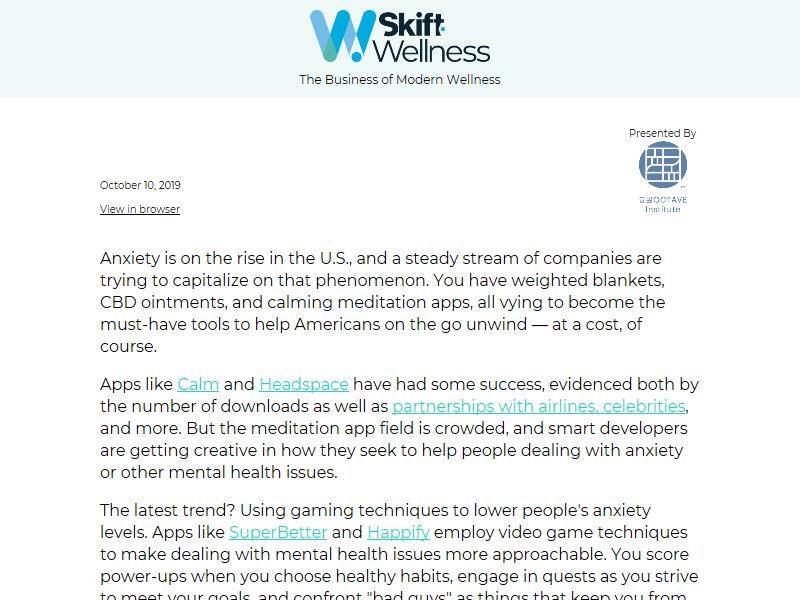 Skift
Wellness
The Business of Modern Wellness
Presented By
OCTAVE
Institute
October 10, 2019
View in browser
Anxiety is on the rise in the U.S., and a steady stream of companies are
trying to capitalize on that phenomenon. You have weighted blankets,
CBD ointments, and calming meditation apps, all vying to become the
must-have tools to help Americans on the go unwind — at a cost, of
course.
Apps like Calm and Headspace have had some success, evidenced both by
the number of downloads as well as partnerships with airlines, celebrities,
and more. But the meditation app field is crowded, and smart developers
are getting creative in how they seek to help people dealing with anxiety
or other mental health issues.
The latest trend? Using gaming techniques to lower people's anxiety
levels. Apps like SuperBetter and Happify employ video game techniques
to make dealing with mental health issues more approachable. You score
power-ups when you choose healthy habits, engage in quests as you strive
to meet your goals, and confront "bad guys" as things that keep you from